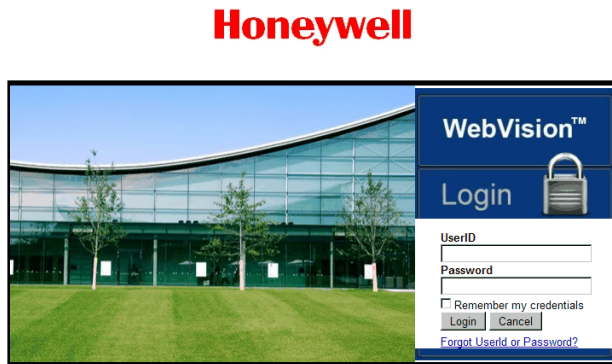 Honeywell
WebVision™
Login
UserID
Password
Remember my credentials
Login Cancel
Forgot UserId or Password?